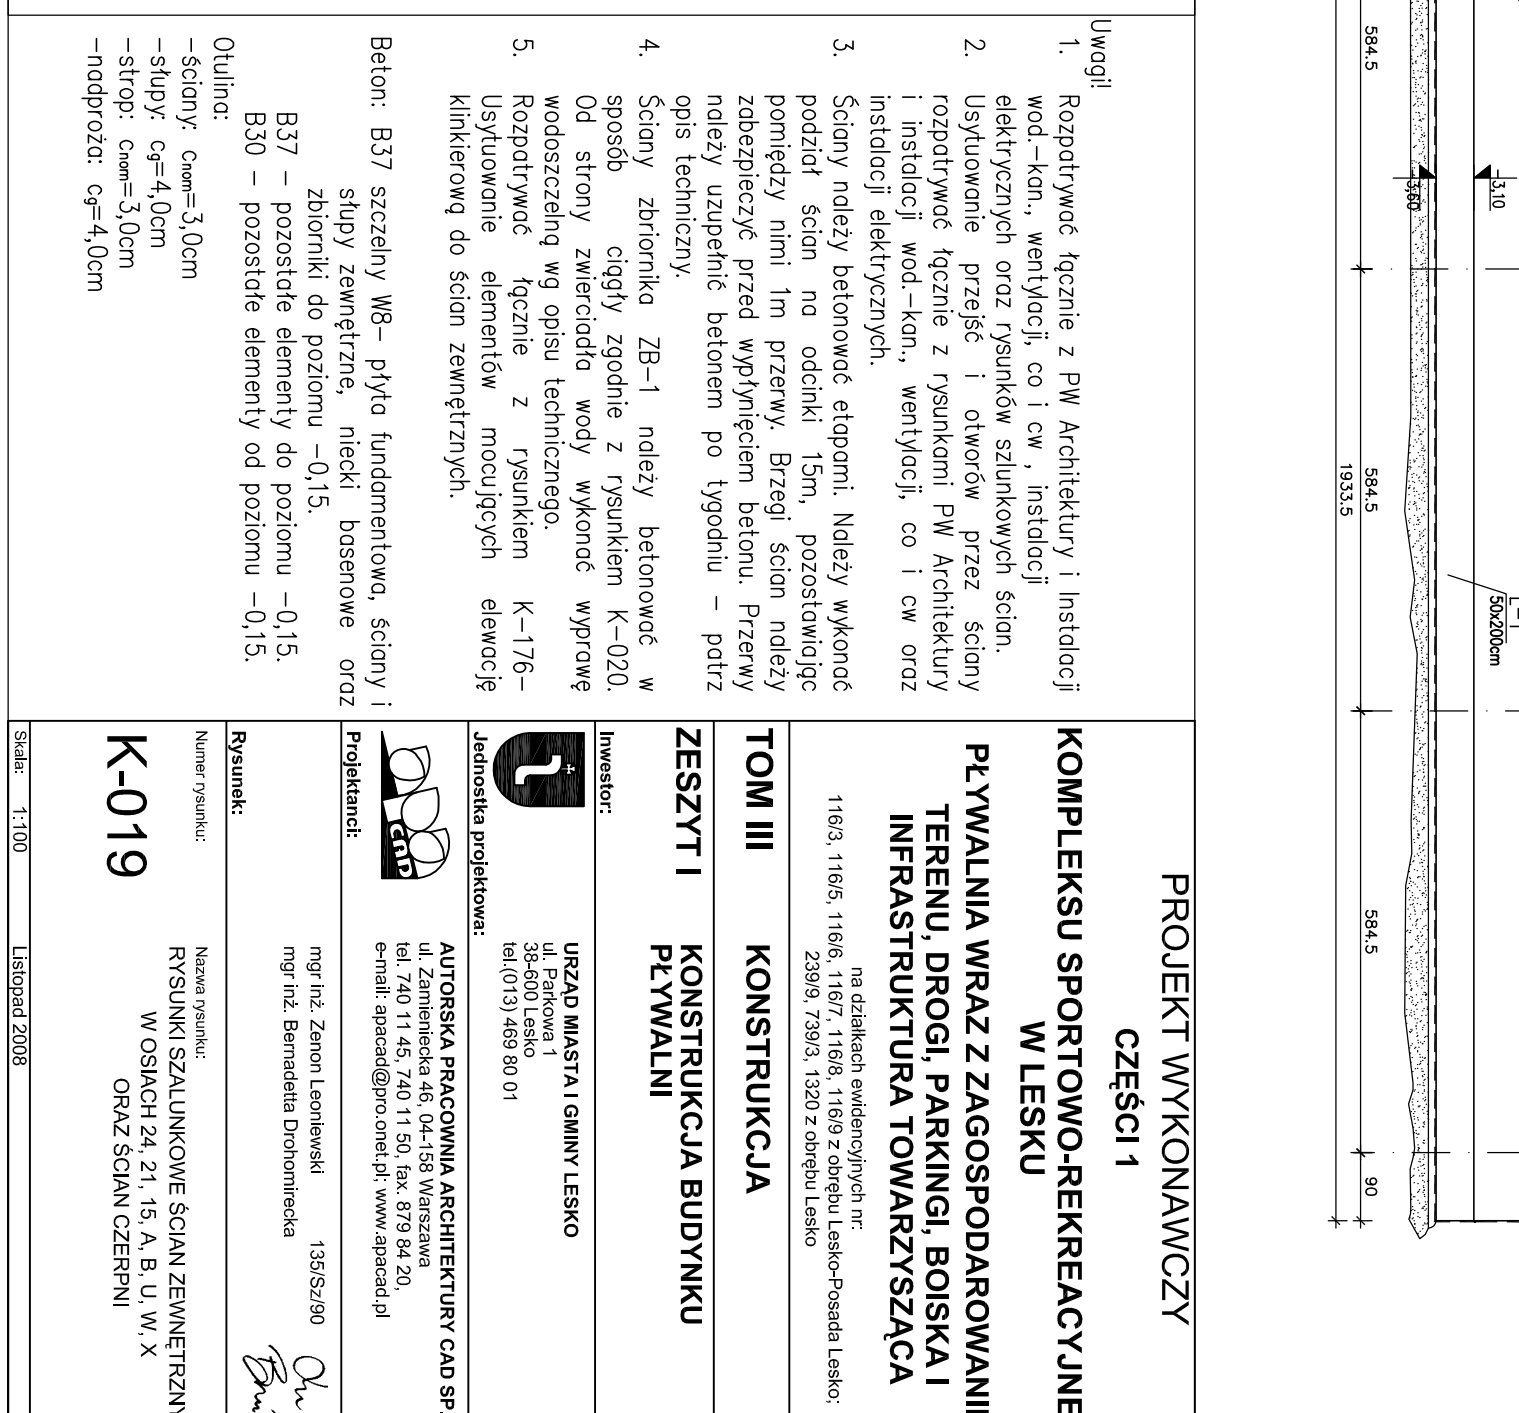 584.5
584.5
584.5
90
1933.5
-3,10
-3,60
50x200cm
Uwagi!
1. Rozpatrywać łącznie z PW Architektury i Instalacji
wod.-kan., wentylacji, co i cw , instalacji
elektrycznych oraz rysunków szlunkowych ścian.
2. Usytuowanie przejść i otworów przez ściany
rozpatrywać łącznie z rysunkami PW Architektury
i instalacji wod.-kan., wentylacji, co i cw oraz
instalacji elektrycznych.
3. Ściany należy betonować etapami. Należy wykonać
podział ścian na odcinki 15m, pozostawiając
pomiędzy nimi 1m przerwy. Brzegi ścian należy
zabezpieczyć przed wypłynięciem betonu. Przerwy
należy uzupełnić betonem po tygodniu - patrz
opis techniczny.
4. Ściany zbiornika ZB-1 należy betonować w
sposób ciągły zgodnie z rysunkiem K-020.
Od strony zwierciadła wody wykonać wyprawę
wodoszczelną wg opisu technicznego.
5. Rozpatrywać łącznie z rysunkiem K-176-
Usytuowanie elementów mocujących elewację
klinkierową do ścian zewnętrznych.
Beton: B37 szczelny W8- płyta fundamentowa, ściany i
słupy zewnętrzne, niecki basenowe oraz
zbiorniki do poziomu -0,15.
B37 - pozostałe elementy do poziomu -0,15.
B30 - pozostałe elementy od poziomu -0,15.
Otulina:
-ściany: cnom=3,0cm
-słupy: cg=4,0cm
-strop: cnom=3,0cm
-nadproża: cg=4,0cm
PROJEKT WYKONAWCZY
CZĘŚCI 1
KOMPLEKSU SPORTOWO-REKREACYJNE
W LESKU
PŁYWALNIA WRAZ Z ZAGOSPODAROWANI
TERENU, DROGI, PARKINGI, BOISKA I
INFRASTRUKTURA TOWARZYSZĄCA
na działkach ewidencyjnych nr:
116/3, 116/5, 116/6, 116/7, 116/8, 116/9 z obrębu Lesko-Posada Lesko;
239/9, 739/3, 1320 z obrębu Lesko
TOM III KONSTRUKCJA
ZESZYT I KONSTRUKCJA BUDYNKU
PŁYWALNI
Inwestor:
URZĄD MIASTA I GMINY LESKO
ul. Parkowa 1
38-600 Lesko
tel.(013) 469 80 01
Jednostka projektowa:
AUTORSKA PRACOWNIA ARCHITEKTURY CAD SP.
ul. Zamieniecka 46, 04-158 Warszawa
tel. 740 11 45, 740 11 50, fax. 879 84 20,
e-mail: apacad@pro.onet.pl; www.apacad.pl
Projektanci:
mgr inż. Zenon Leoniewski 135/Sz/90
mgr inż. Bernadetta Drohomirecka
Rysunek:
Numer rysunku: Nazwa rysunku:
K-019 RYSUNKI SZALUNKOWE ŚCIAN ZEWNĘTRZNY
W OSIACH 24, 21, 15, A, B, U, W, X
ORAZ ŚCIAN CZERPNI
Skala: 1:100 Listopad 2008